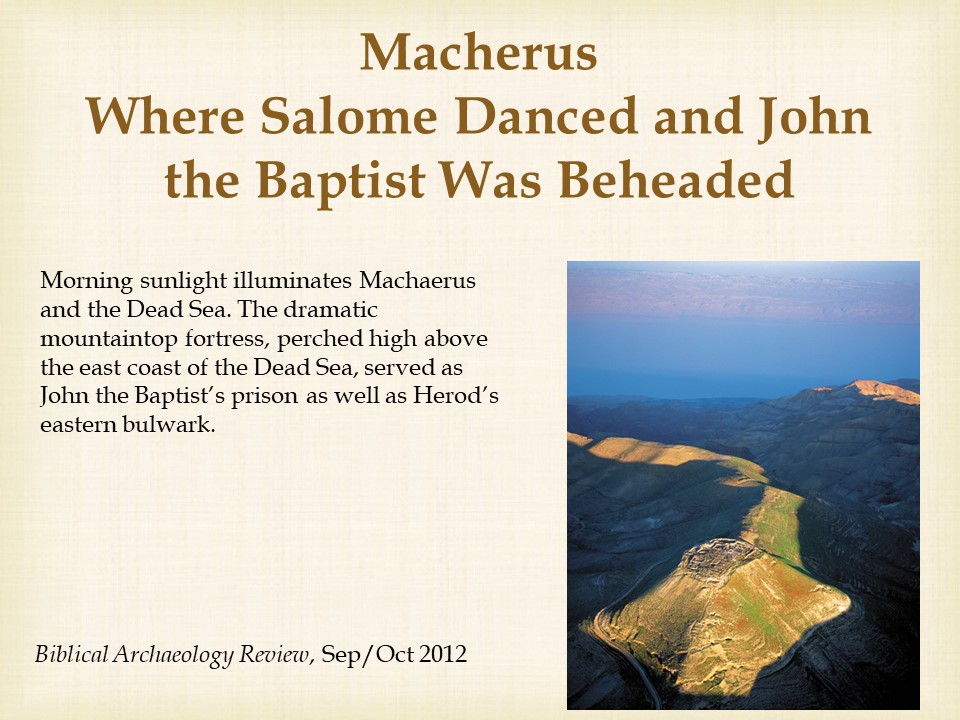 Macherus
Where Salome Danced and John
the Baptist Was Beheaded
Morning sunlight illuminates Machaerus
and the Dead Sea. The dramatic
mountaintop fortress, perched high above
the east coast of the Dead Sea, served as
John the Baptist’s prison as well as Herod’s
eastern bulwark.
Biblical Archaeology Review, Sep/Oct 2012